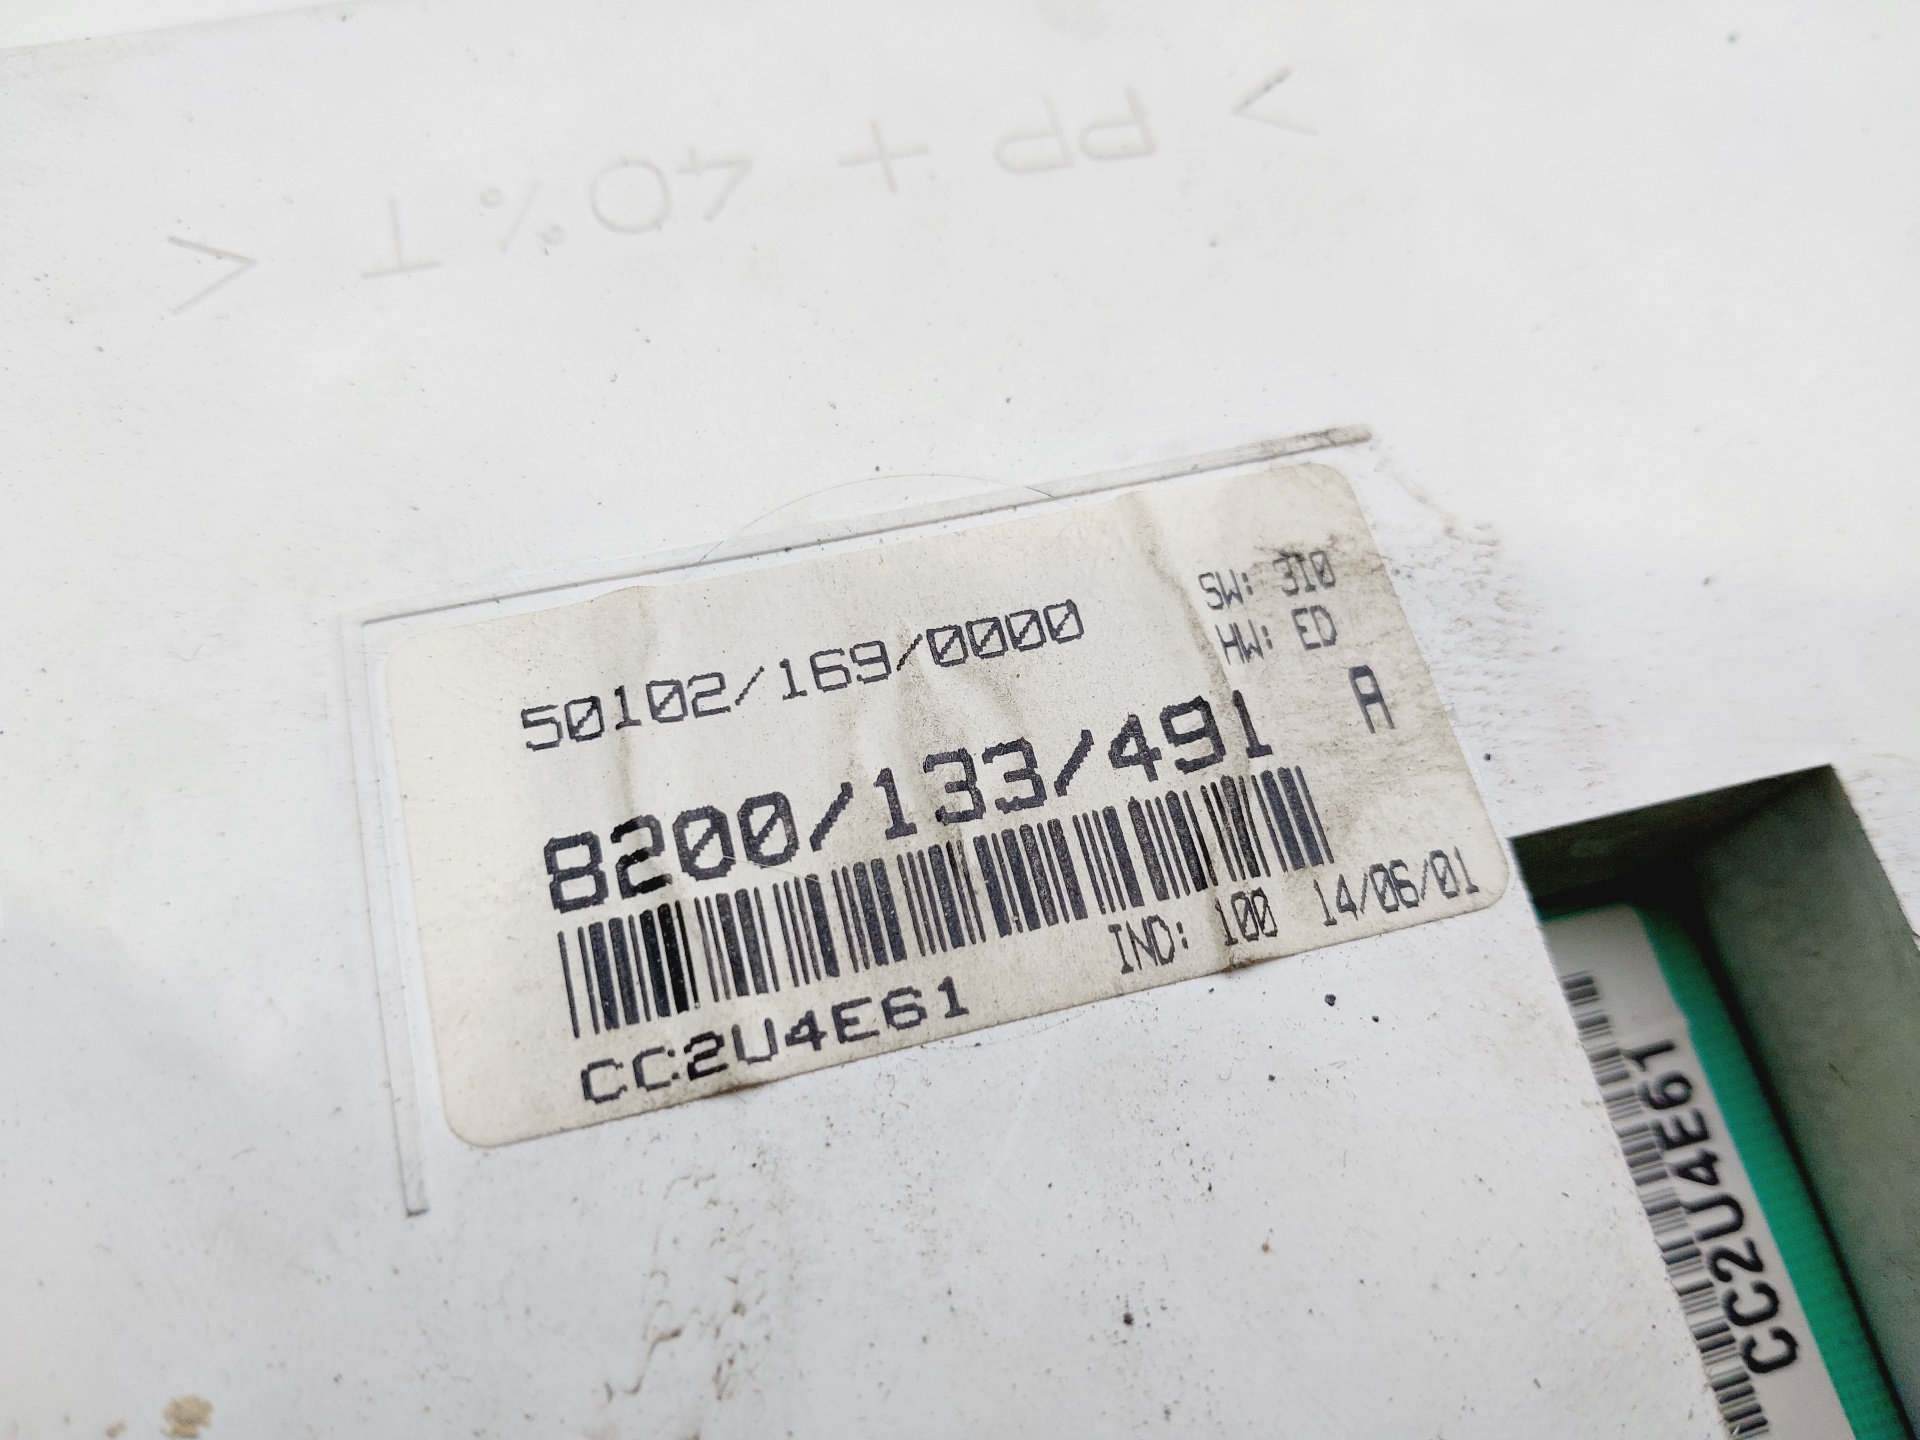 > PP + 40 % T <
50102/169/0000
SW: 310
HW: ED
8200/133/491 A
IND: 100 14/06/01
CC2U4E61
CC2U4E61